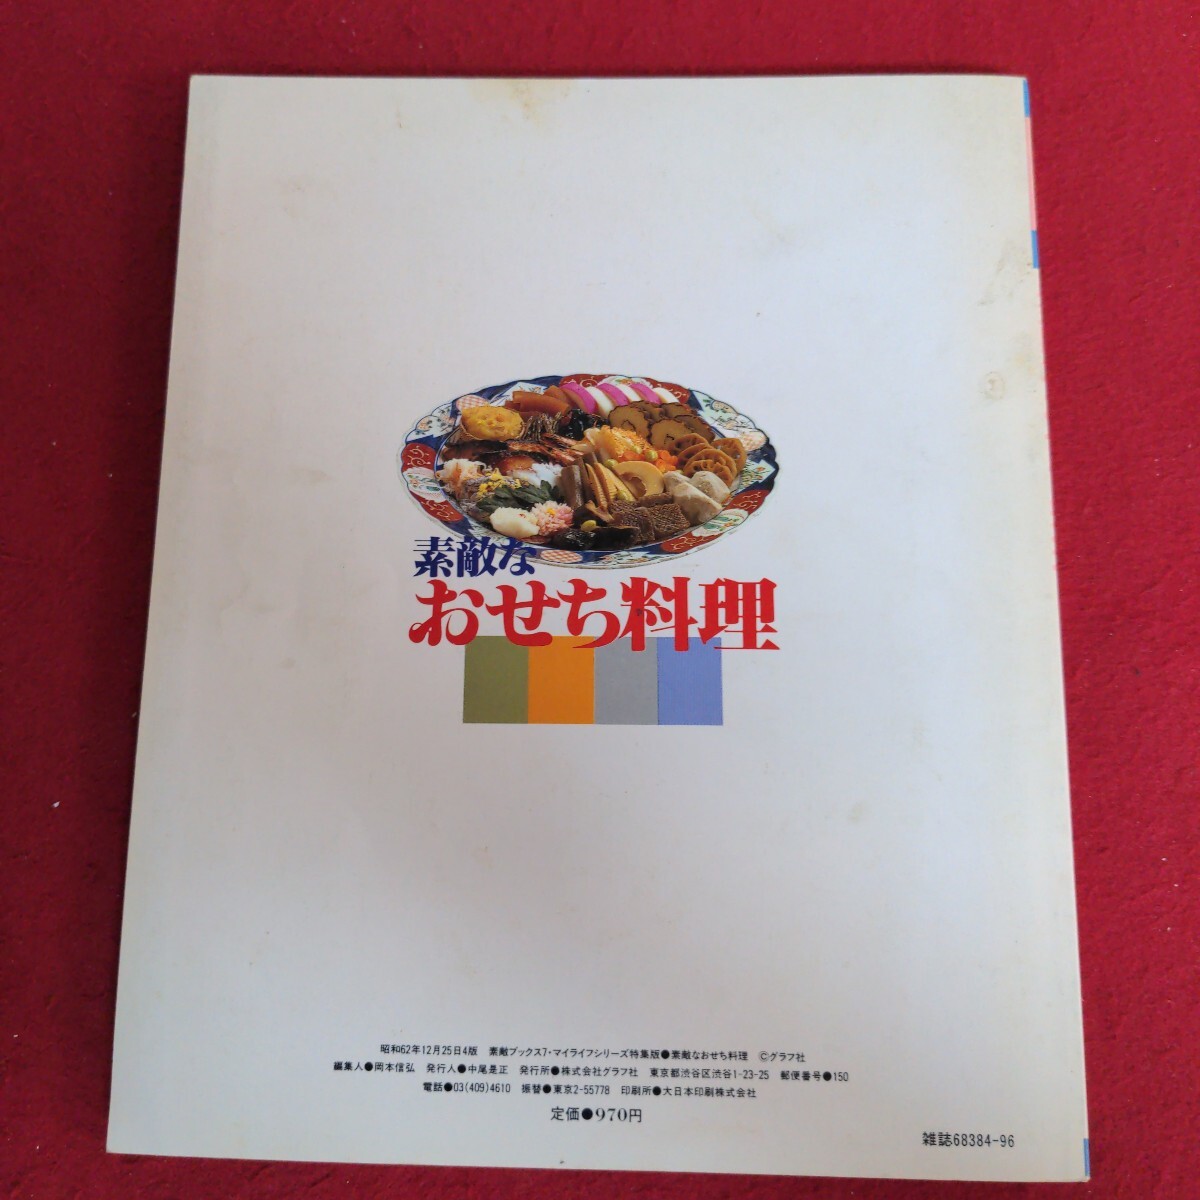 素敵な
おせち料理
昭和62年12月25日4版 素敵ブックス7・マイライフシリーズ特集版●素敵なおせち料理 ©グラフ社
編集人●岡本信弘 発行人●中尾是正 発行所●株式会社グラフ社 東京都渋谷区渋谷1-23-25 郵便番号●150
電話●03(409)4610 振替●東京2-55778 印刷所●大日本印刷株式会社
定価●970円
雑誌68384-96